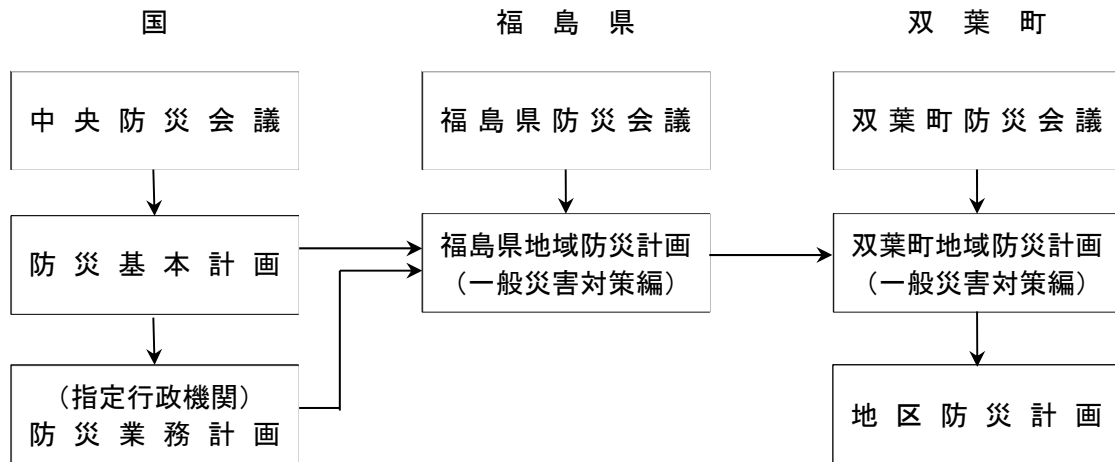 国
福島県
双葉町
中央防災会議
福島県防災会議
双葉町防災会議
防災基本計画
福島県地域防災計画
（一般災害対策編）
双葉町地域防災計画
（一般災害対策編）
（指定行政機関）
防災業務計画
地区防災計画